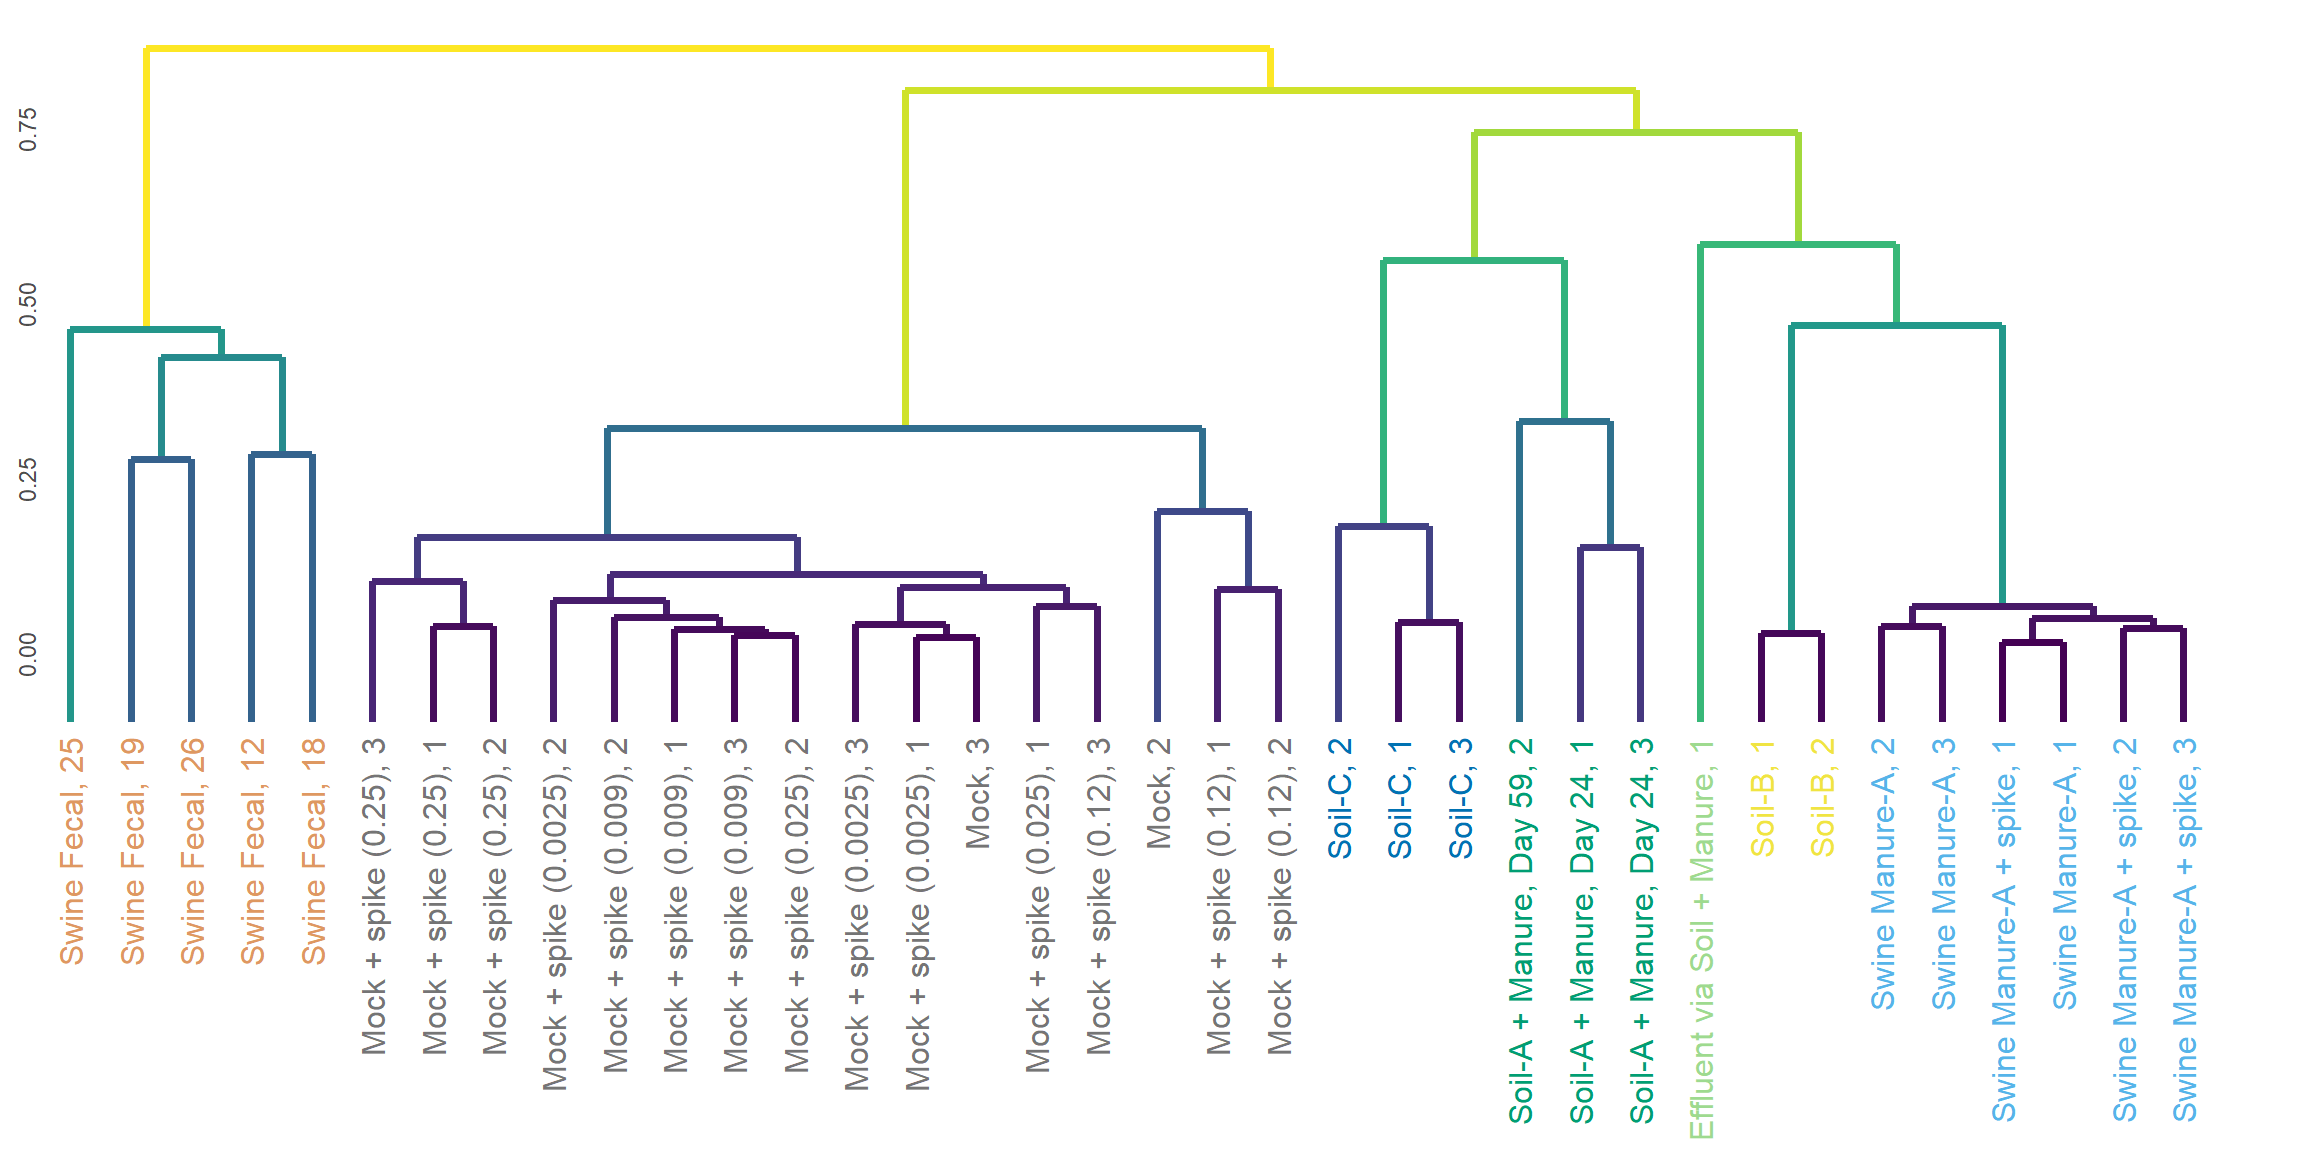 0.75
0.50
0.25
0.00
Swine Fecal, 25
Swine Fecal, 19
Swine Fecal, 26
Swine Fecal, 12
Swine Fecal, 18
Mock + spike (0.25), 3
Mock + spike (0.25), 1
Mock + spike (0.25), 2
Mock + spike (0.0025), 2
Mock + spike (0.009), 2
Mock + spike (0.009), 1
Mock + spike (0.009), 3
Mock + spike (0.025), 2
Mock + spike (0.0025), 3
Mock + spike (0.0025), 1
Mock, 3
Mock + spike (0.025), 1
Mock + spike (0.12), 3
Mock, 2
Mock + spike (0.12), 1
Mock + spike (0.12), 2
Soil-C, 2
Soil-C, 1
Soil-C, 3
Soil-A + Manure, Day 59, 2
Soil-A + Manure, Day 24, 1
Soil-A + Manure, Day 24, 3
Effluent via Soil + Manure, 1
Soil-B, 1
Soil-B, 2
Swine Manure-A, 2
Swine Manure-A, 3
Swine Manure-A + spike, 1
Swine Manure-A, 1
Swine Manure-A + spike, 2
Swine Manure-A + spike, 3